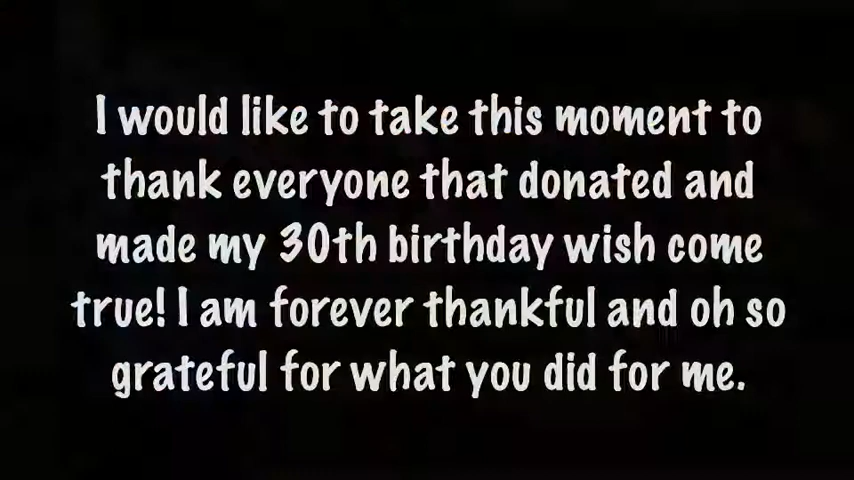 I would like to take this moment to
thank everyone that donated and
made my 30th birthday wish come
true! I am forever thankful and oh so
grateful for what you did for me.